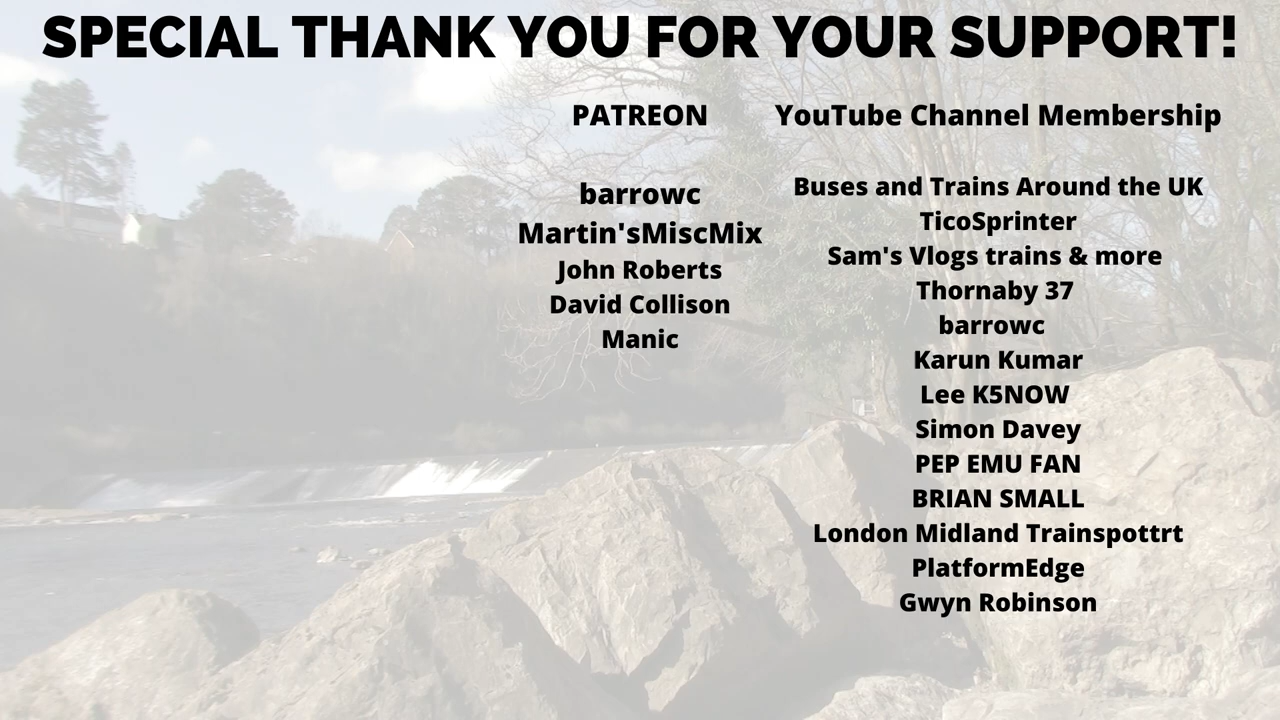 SPECIAL THANK YOU FOR YOUR SUPPORT!
PATREON
barrowc
Martin'sMiscMix
John Roberts
David Collison
Manic
YouTube Channel Membership
Buses and Trains Around the UK
TicoSprinter
Sam's Vlogs trains & more
Thornaby 37
barrowc
Karun Kumar
Lee K5NOW
Simon Davey
PEP EMU FAN
BRIAN SMALL
London Midland Trainspottrt
PlatformEdge
Gwyn Robinson